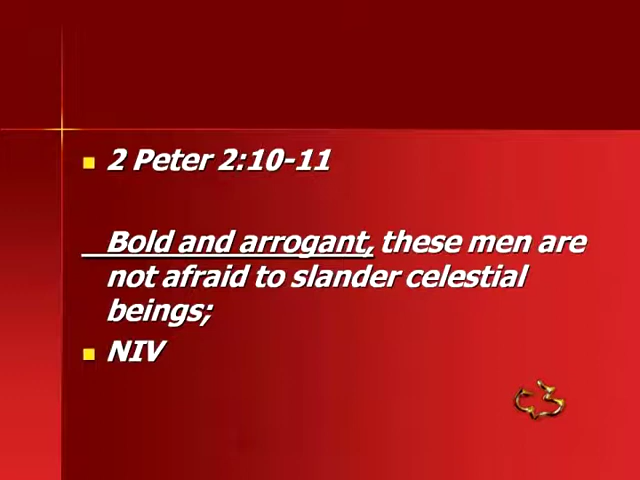 2 Peter 2:10-11
Bold and arrogant, these men are
not afraid to slander celestial
beings;
NIV